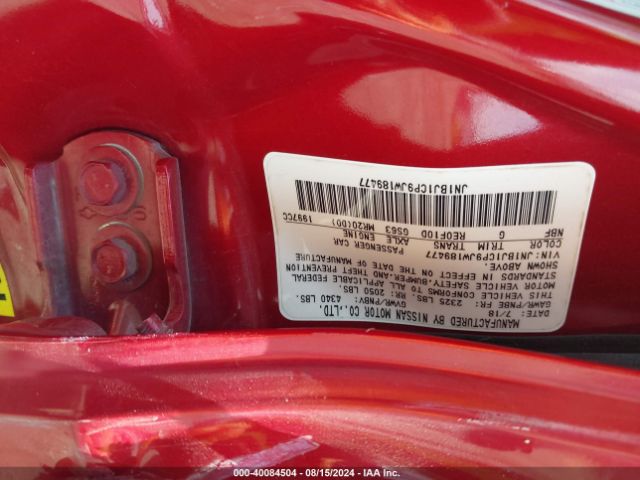 MANUFACTURED BY NISSAN MOTOR CO.,LTD.
DATE: 7/18 GVWR/PNBV: 4340 LBS.
GAWR/PNBE FR: 2325 LBS. RR: 2050 LBS.
THIS VEHICLE CONFORMS TO ALL APPLICABLE FEDERAL
MOTOR VEHICLE SAFETY,BUMPER,AND THEFT PREVENTION
STANDARDS IN EFFECT ON THE DATE OF MANUFACTURE
SHOWN ABOVE.
VIN:JN1BJ1CP9JW189477 PASSENGER CAR
COLOR TRIM TRANS AXLE ENGINE
NBF G RE0F10D GS63 MR20(DD)
1997CC
JN1BJ1CP9JW189477
000-40084504 - 08/15/2024 - IAA Inc.